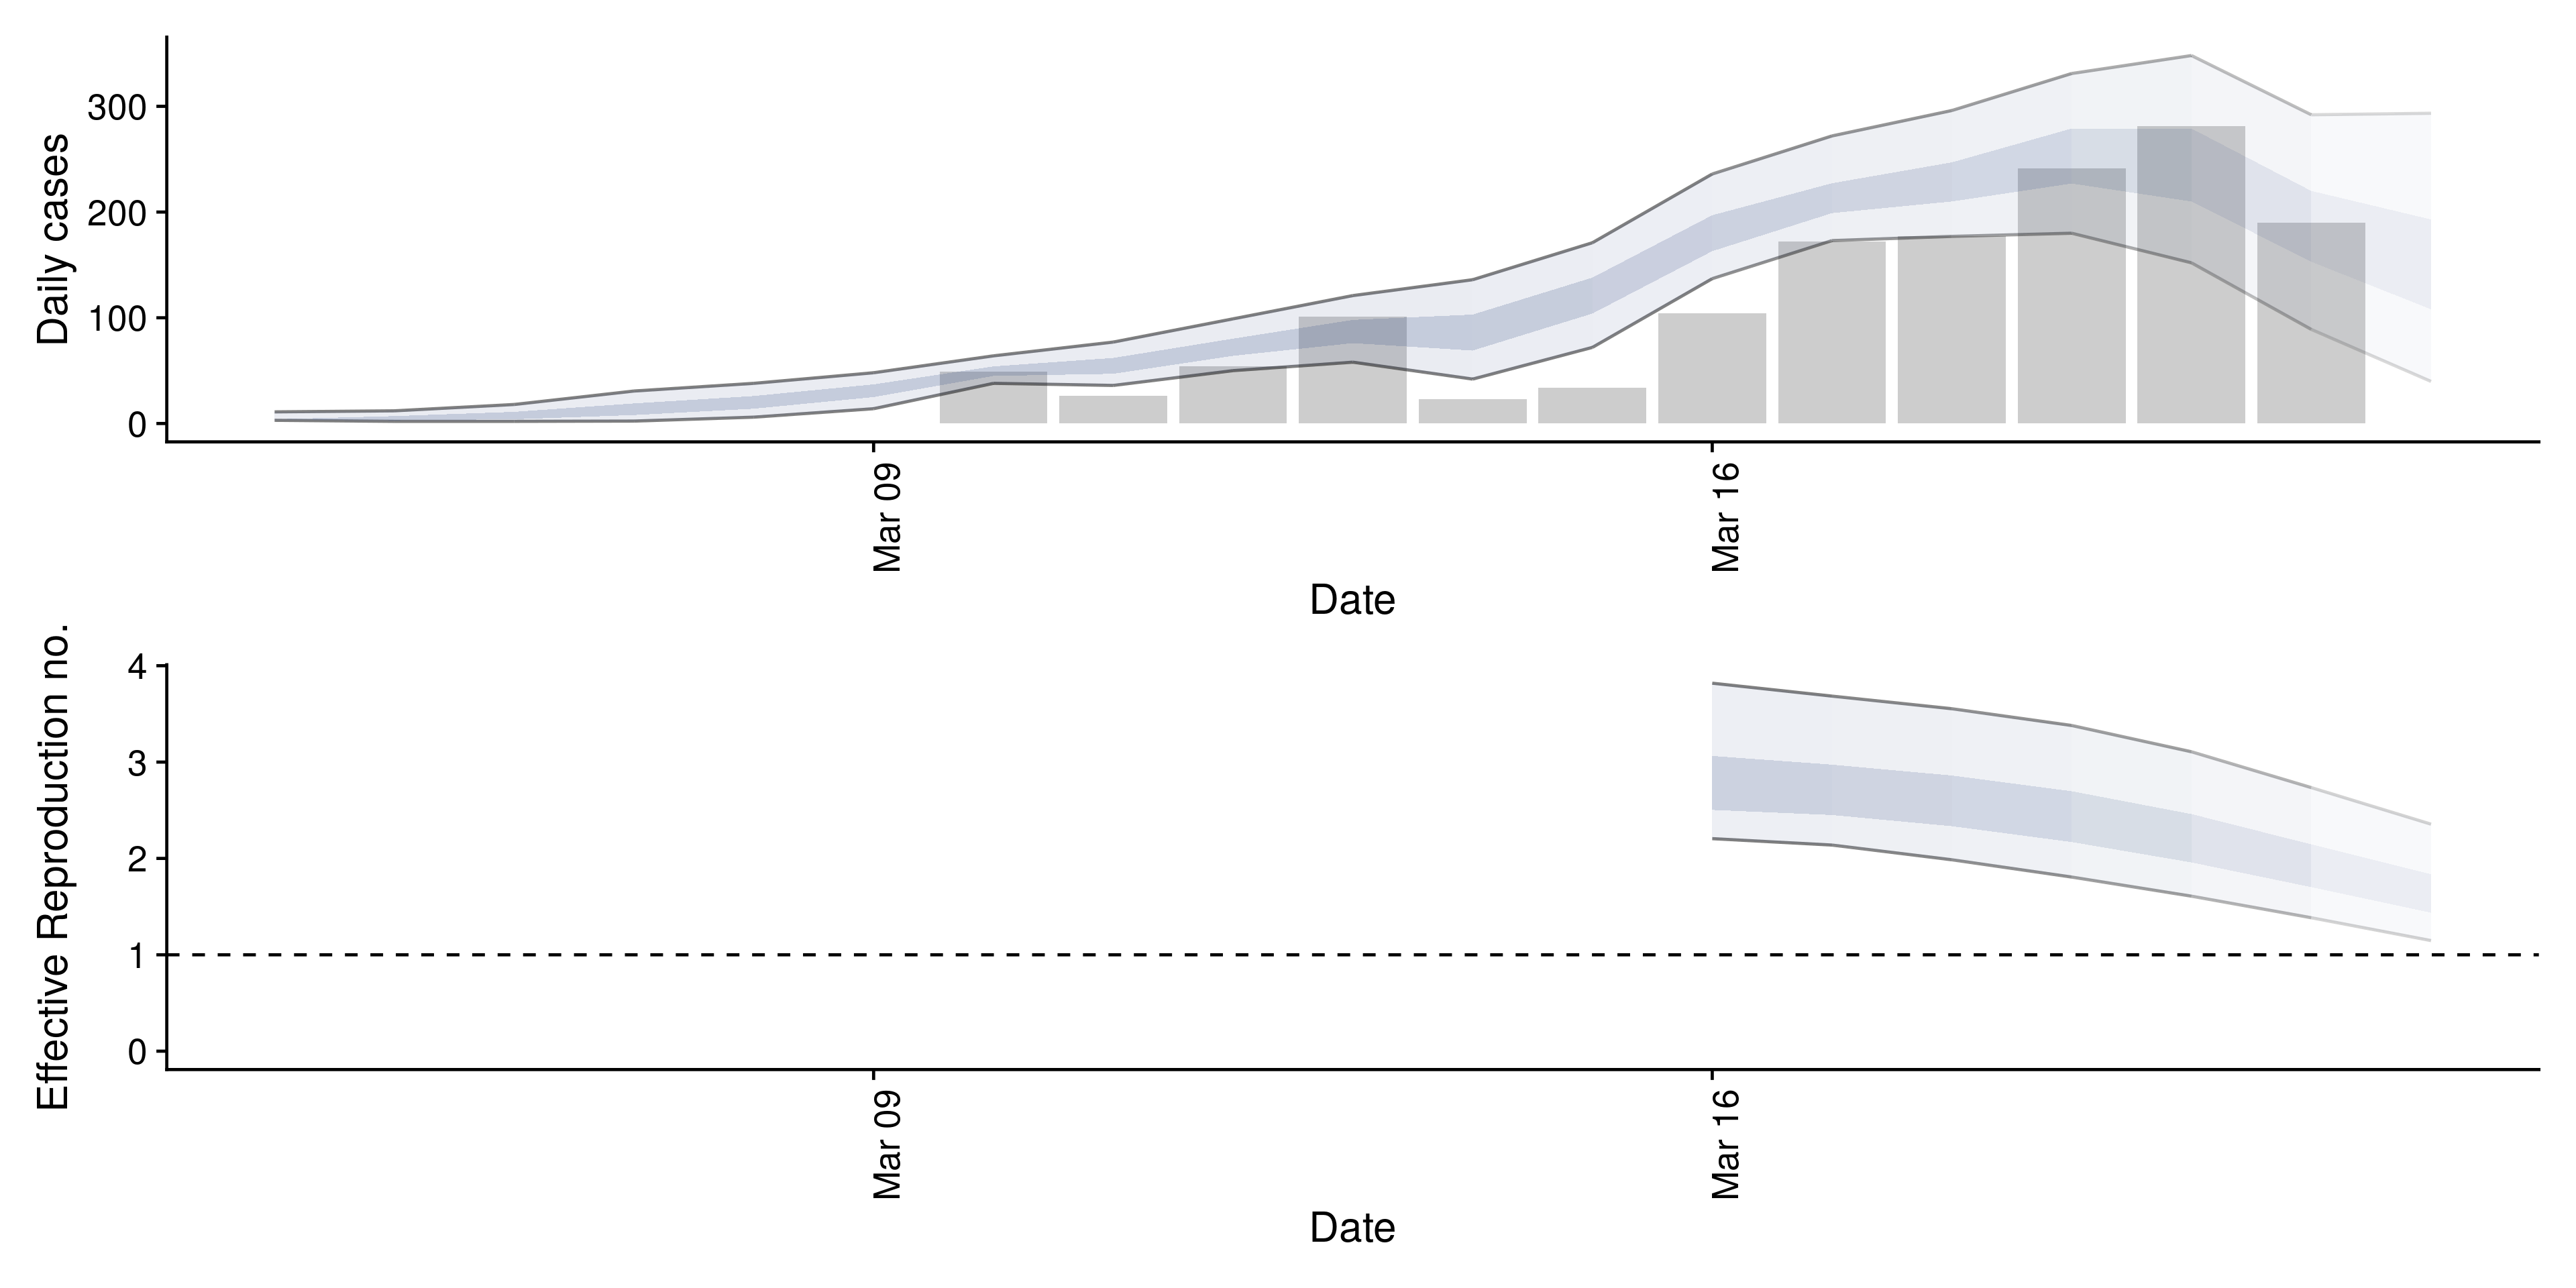 Daily cases
300
200
100
0
Mar 09
Mar 16
Date
Effective Reproduction no.
4
3
2
1
0
Mar 09
Mar 16
Date